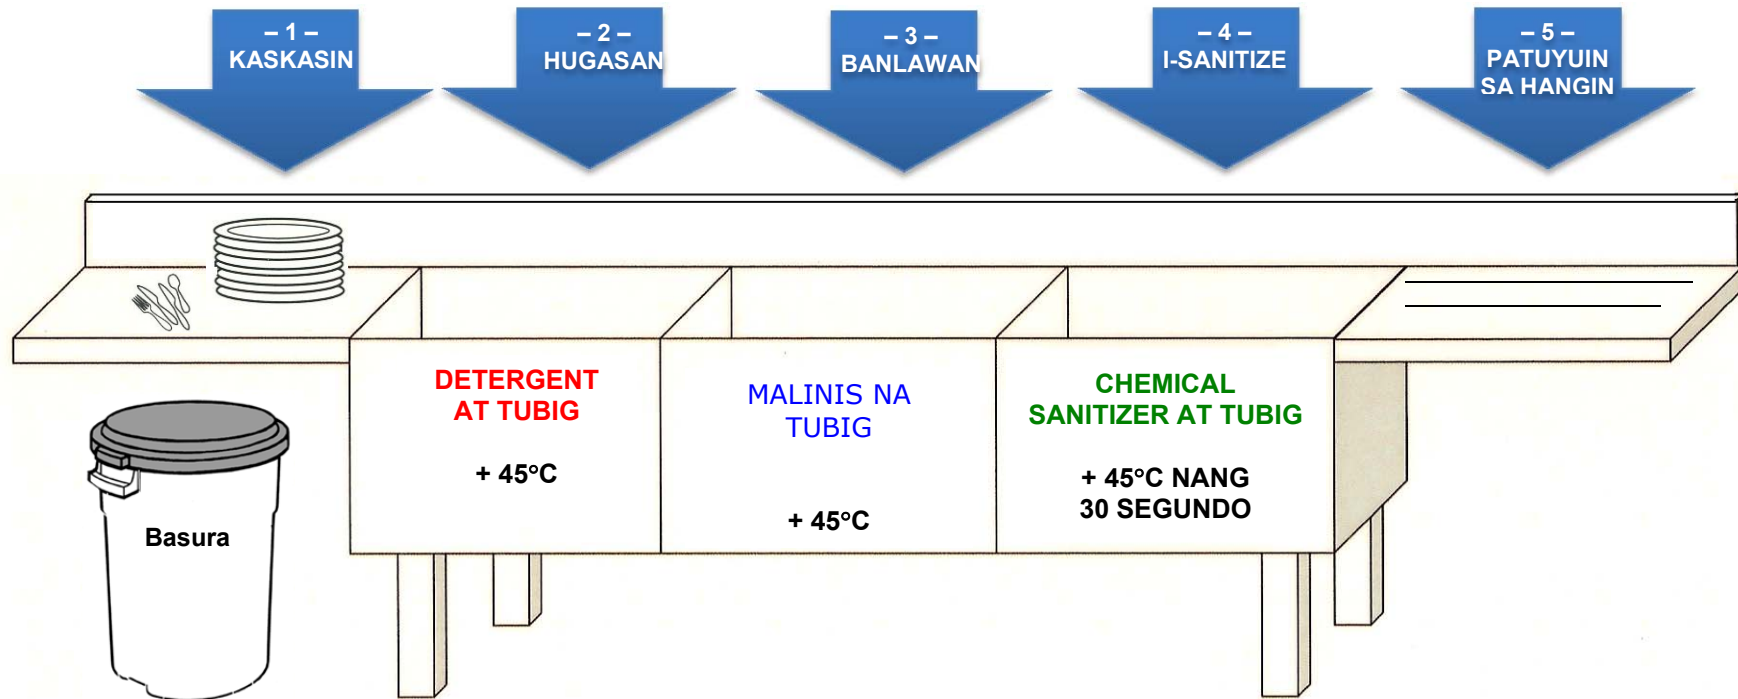 – 1 –
KASKASIN
– 2 –
HUGASAN
– 3 –
BANLAWAN
– 4 –
I-SANITIZE
– 5 –
PATUYUIN
SA HANGIN
DETERGENT
AT TUBIG
+ 45°C
MALINIS NA
TUBIG
+ 45°C
CHEMICAL
SANITIZER AT TUBIG
+ 45°C NANG
30 SEGUNDO
Basura